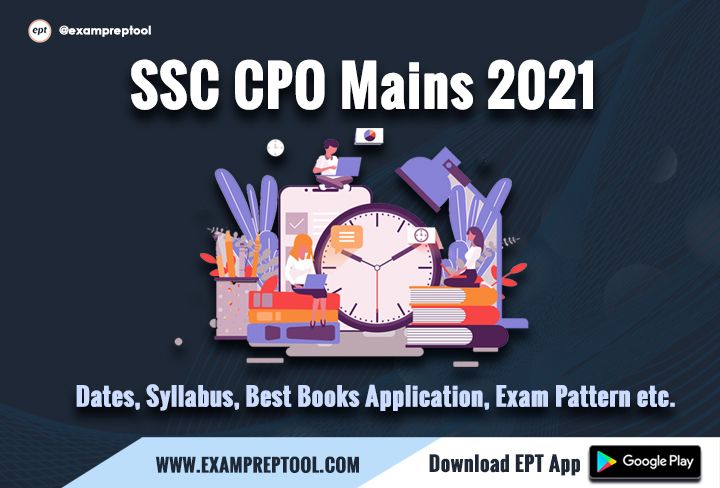 ept @exampreptool
SSC CPO Mains 2021
Dates, Syllabus, Best Books Application, Exam Pattern etc.
WWW.EXAMPREPTOOL.COM
Download EPT App
Google Play